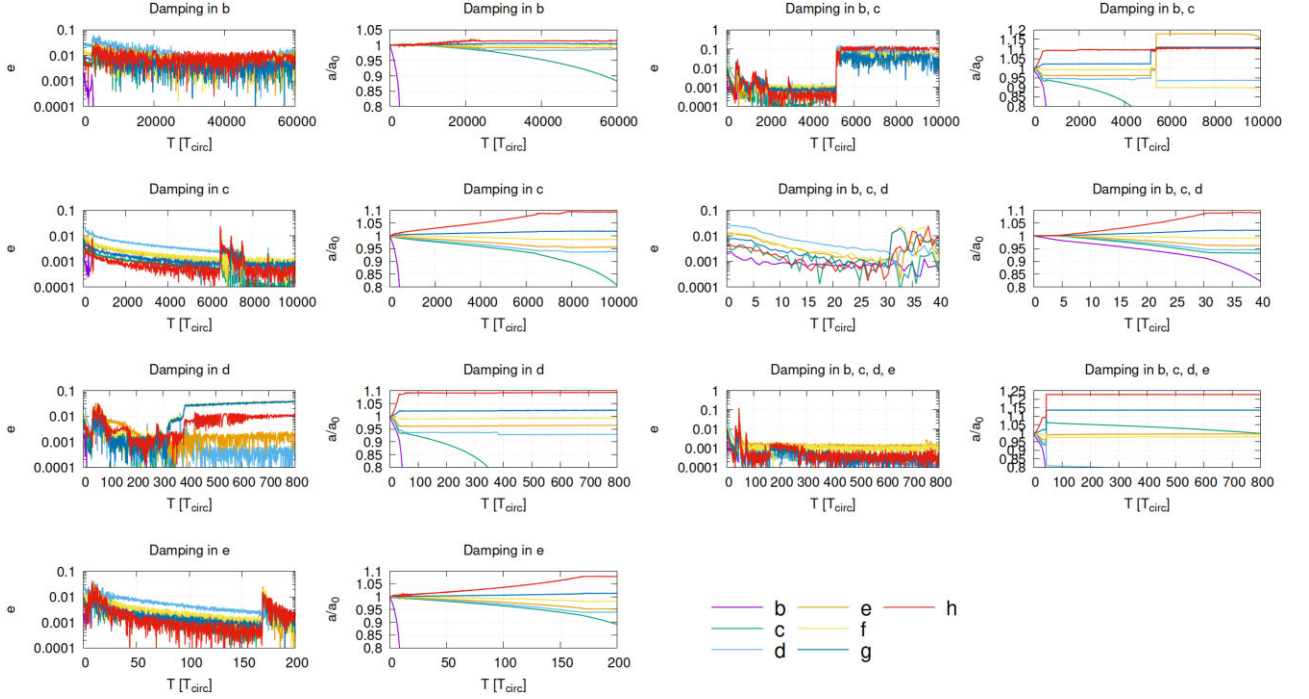 Damping in b
e
0.1
0.01
0.001
0.0001
0 20000 40000 60000
T [Tcirc]
Damping in b
a/a0
1.05
1
0.95
0.9
0.85
0.8
0 10000 20000 30000 40000 50000 60000
T [Tcirc]
Damping in b, c
e
1
0.1
0.01
0.001
0.0001
0 2000 4000 6000 8000 10000
T [Tcirc]
Damping in b, c
a/a0
1.2
1.15
1.1
1.05
1
0.95
0.9
0.85
0.8
0 2000 4000 6000 8000 10000
T [Tcirc]
Damping in c
e
0.1
0.01
0.001
0.0001
2000 4000 6000 8000 10000
T [Tcirc]
Damping in c
a/a0
1.1
1.05
1
0.95
0.9
0.85
0.8
2000 4000 6000 8000 10000
T [Tcirc]
Damping in b, c, d
e
0.1
0.01
0.001
0.0001
0 5 10 15 20 25 30 35 40
T [Tcirc]
Damping in b, c, d
a/a0
1.1
1.05
1
0.95
0.9
0.85
0.8
0 5 10 15 20 25 30 35 40
T [Tcirc]
Damping in d
e
0.1
0.01
0.001
0.0001
0 100 200 300 400 500 600 700 800
T [Tcirc]
Damping in d
a/a0
1.1
1.05
1
0.95
0.9
0.85
0.8
0 100 200 300 400 500 600 700 800
T [Tcirc]
Damping in b, c, d, e
e
1
0.1
0.01
0.001
0.0001
0 100 200 300 400 500 600 700 800
T [Tcirc]
Damping in b, c, d, e
a/a0
1.25
1.2
1.15
1.1
1.05
1
0.95
0.9
0.85
0.8
0 100 200 300 400 500 600 700 800
T [Tcirc]
Damping in e
e
0.1
0.01
0.001
0.0001
0 50 100 150 200
T [Tcirc]
Damping in e
a/a0
1.1
1.05
1
0.95
0.9
0.85
0.8
0 50 100 150 200
T [Tcirc]
b e h
c f
d g